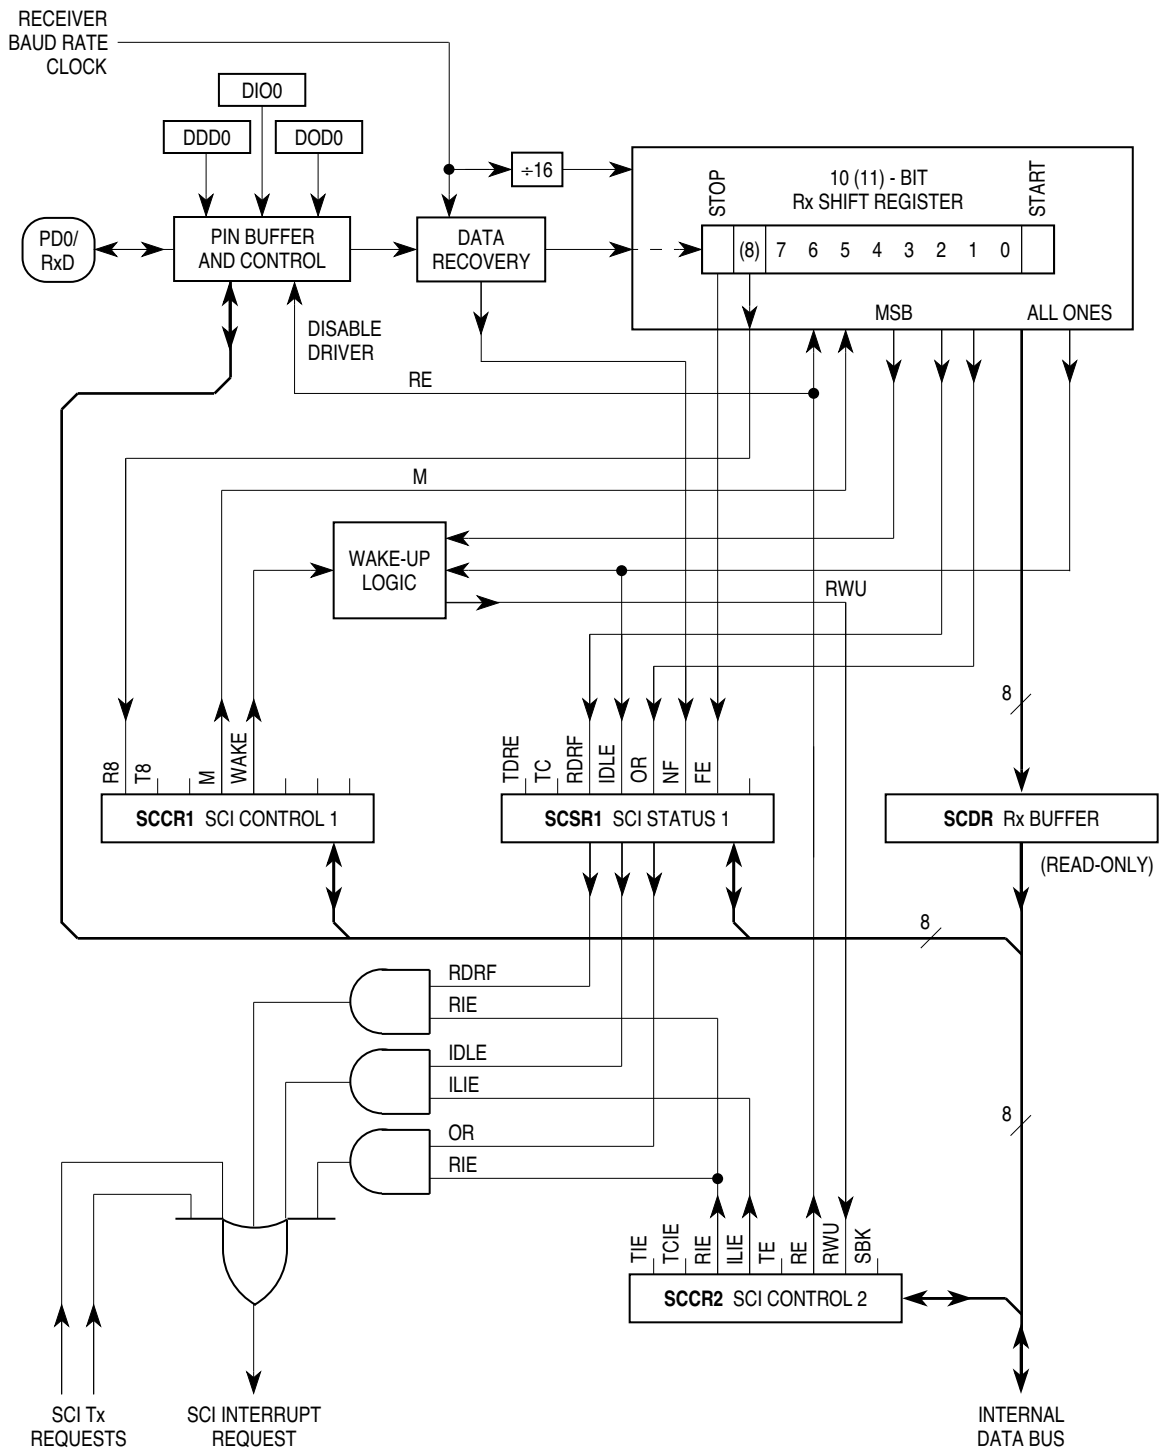 RECEIVER
BAUD RATE
CLOCK
DIO0
DDD0
DOD0
÷16
STOP
10 (11) - BIT
Rx SHIFT REGISTER
START
PD0/
RxD
PIN BUFFER
AND CONTROL
DATA
RECOVERY
(8) 7 6 5 4 3 2 1 0
MSB
ALL ONES
DISABLE
DRIVER
RE
M
WAKE-UP
LOGIC
RWU
8
R8
T8
M
WAKE
TDRE
TC
RDRF
IDLE
OR
NF
FE
SCCR1 SCI CONTROL 1
SCSR1 SCI STATUS 1
SCDR Rx BUFFER
(READ-ONLY)
8
RDRF
RIE
IDLE
ILIE
OR
RIE
8
TIE
TCIE
RIE
ILIE
TE
RE
RWU
SBK
SCCR2 SCI CONTROL 2
SCI Tx
REQUESTS
SCI INTERRUPT
REQUEST
INTERNAL
DATA BUS